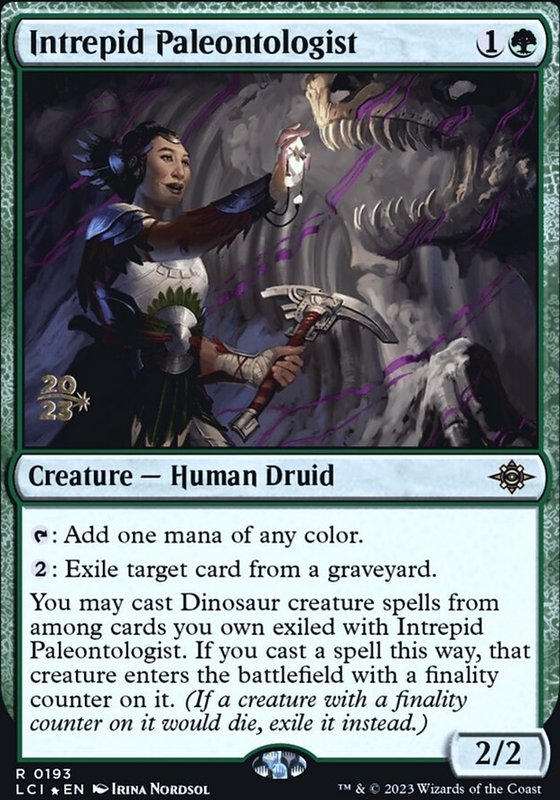 Intrepid Paleontologist 1
20
23
Creature — Human Druid
: Add one mana of any color.
2: Exile target card from a graveyard.
You may cast Dinosaur creature spells from
among cards you own exiled with Intrepid
Paleontologist. If you cast a spell this way, that
creature enters the battlefield with a finality
counter on it. (If a creature with a finality
counter on it would die, exile it instead.)
2/2
R 0193
LCI ★ EN Irina Nordsol
™ & © 2023 Wizards of the Coast